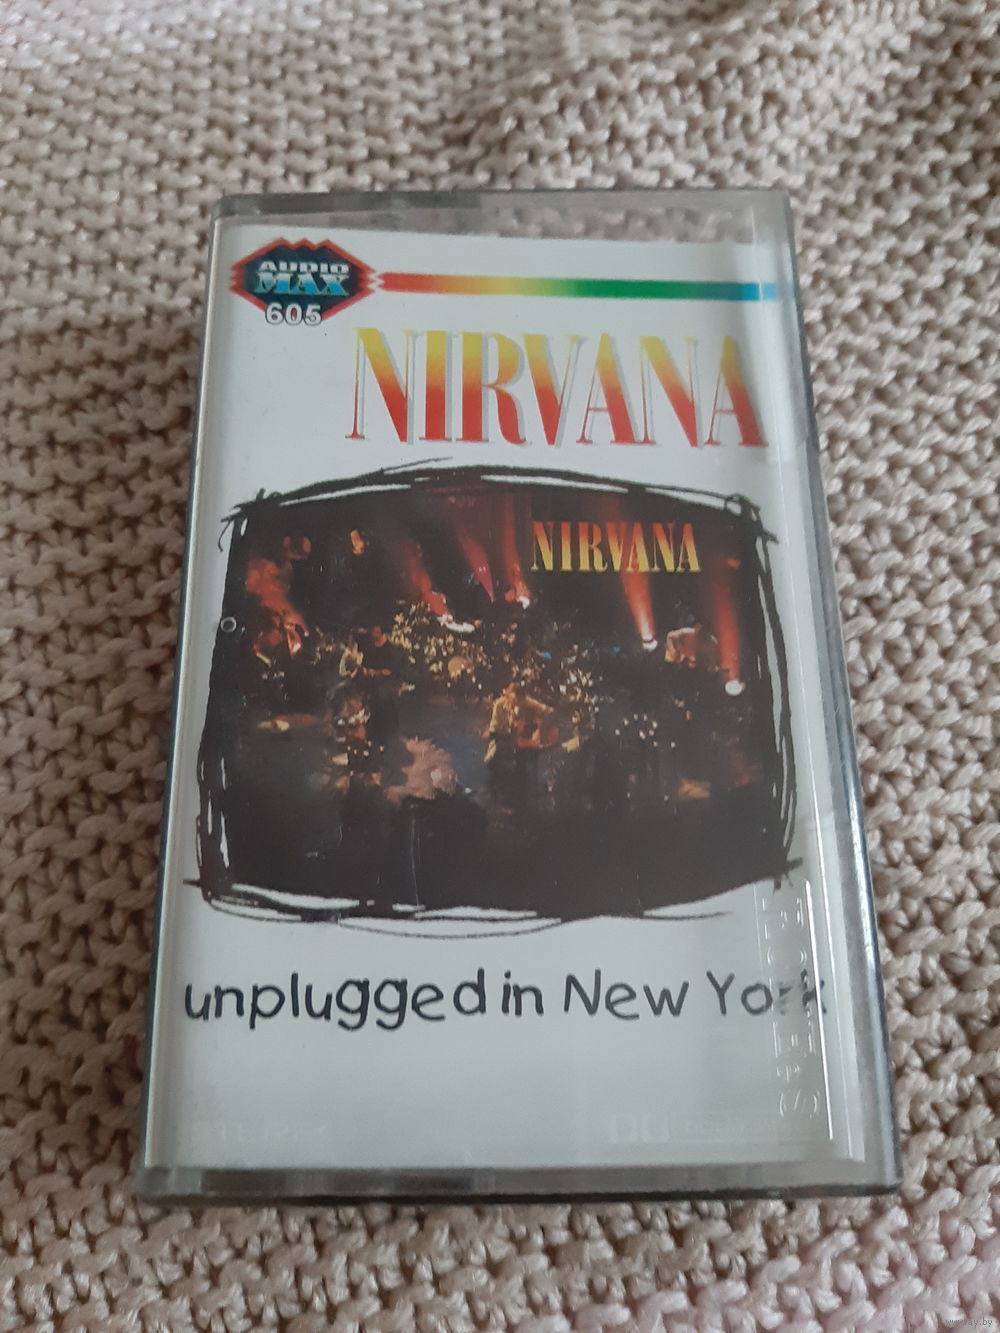 AUDIO
MAX
605
NIRVANA
NIRVANA
unplugged in New York